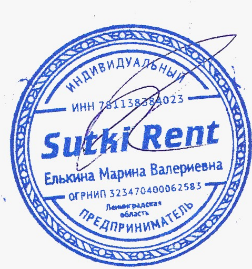 ИНДИВИДУАЛЬНЫЙ
ИНН 781138384023
Sutki Rent
Елькина Марина Валериевна
ОГРНИП 323470400062583
Ленинградская
область
ПРЕДПРИНИМАТЕЛЬ